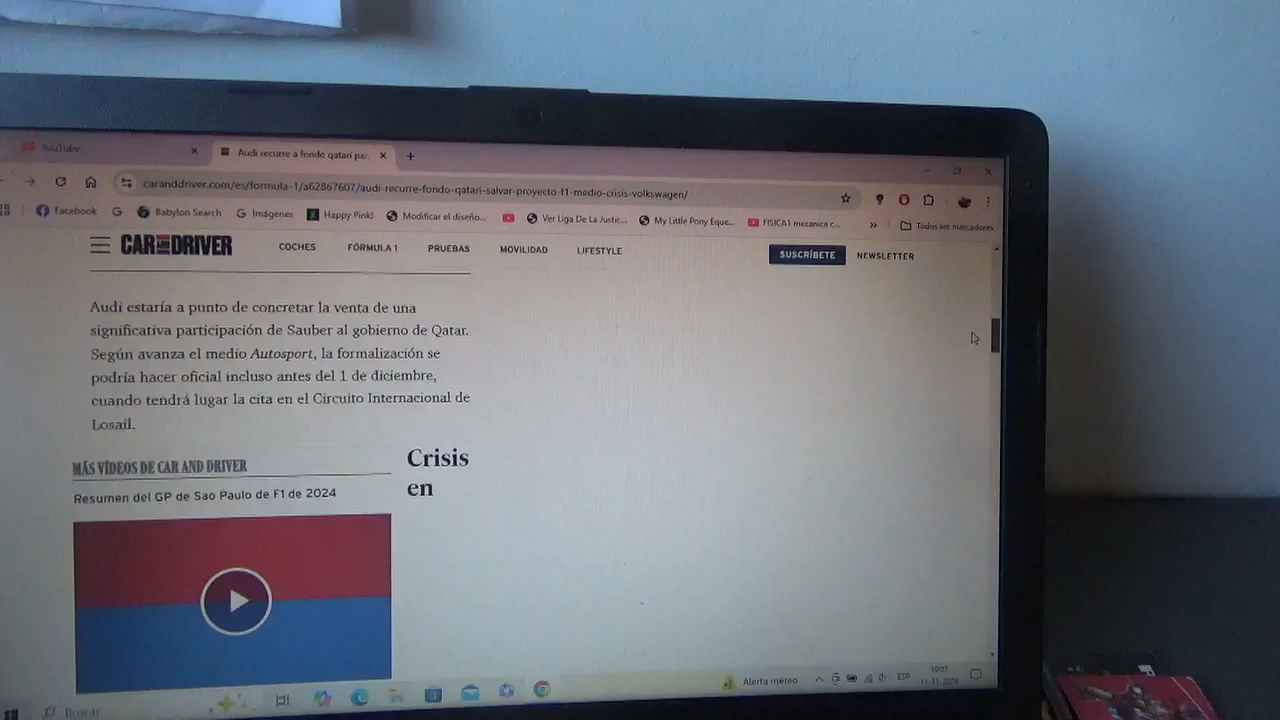 YouTube
Audi recurre a fondo qatarí par
caranddriver.com/es/formula-1/a62867607/audi-recurre-fondo-qatari-salvar-proyecto-f1-medio-crisis-volkswagen/
Facebook
Babylon Search
Imágenes
Happy Pink!
Modificar el diseño...
Ver Liga De La Justic...
My Little Pony Eque...
FISICA1 mecanica c...
»
Todos los marcadores
CAR AND DRIVER
COCHES
FÓRMULA 1
PRUEBAS
MOVILIDAD
LIFESTYLE
SUSCRÍBETE
NEWSLETTER
Audi estaría a punto de concretar la venta de una
significativa participación de Sauber al gobierno de Qatar.
Según avanza el medio Autosport, la formalización se
podría hacer oficial incluso antes del 1 de diciembre,
cuando tendrá lugar la cita en el Circuito Internacional de
Losail.
MÁS VÍDEOS DE CAR AND DRIVER
Resumen del GP de Sao Paulo de F1 de 2024
Crisis
en
Buscar
Alerta méteo
ESP